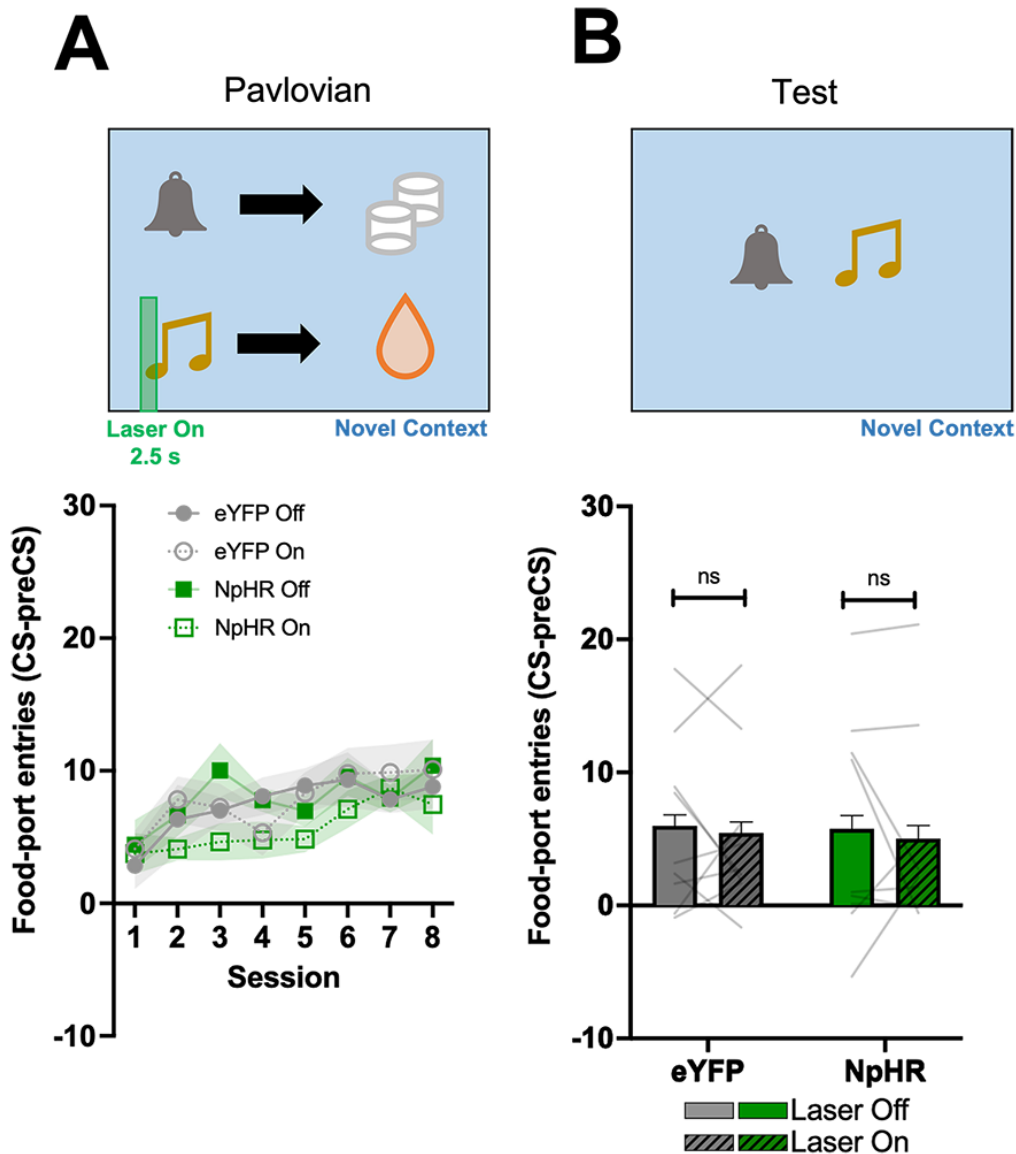 A
Pavlovian
Laser On
2.5 s
Novel Context
30
20
10
0
-10
Food-port entries (CS-preCS)
eYFP Off
eYFP On
NpHR Off
NpHR On
1 2 3 4 5 6 7 8
Session
B
Test
Novel Context
30
20
10
0
-10
Food-port entries (CS-preCS)
ns
ns
eYFP NpHR
Laser Off
Laser On